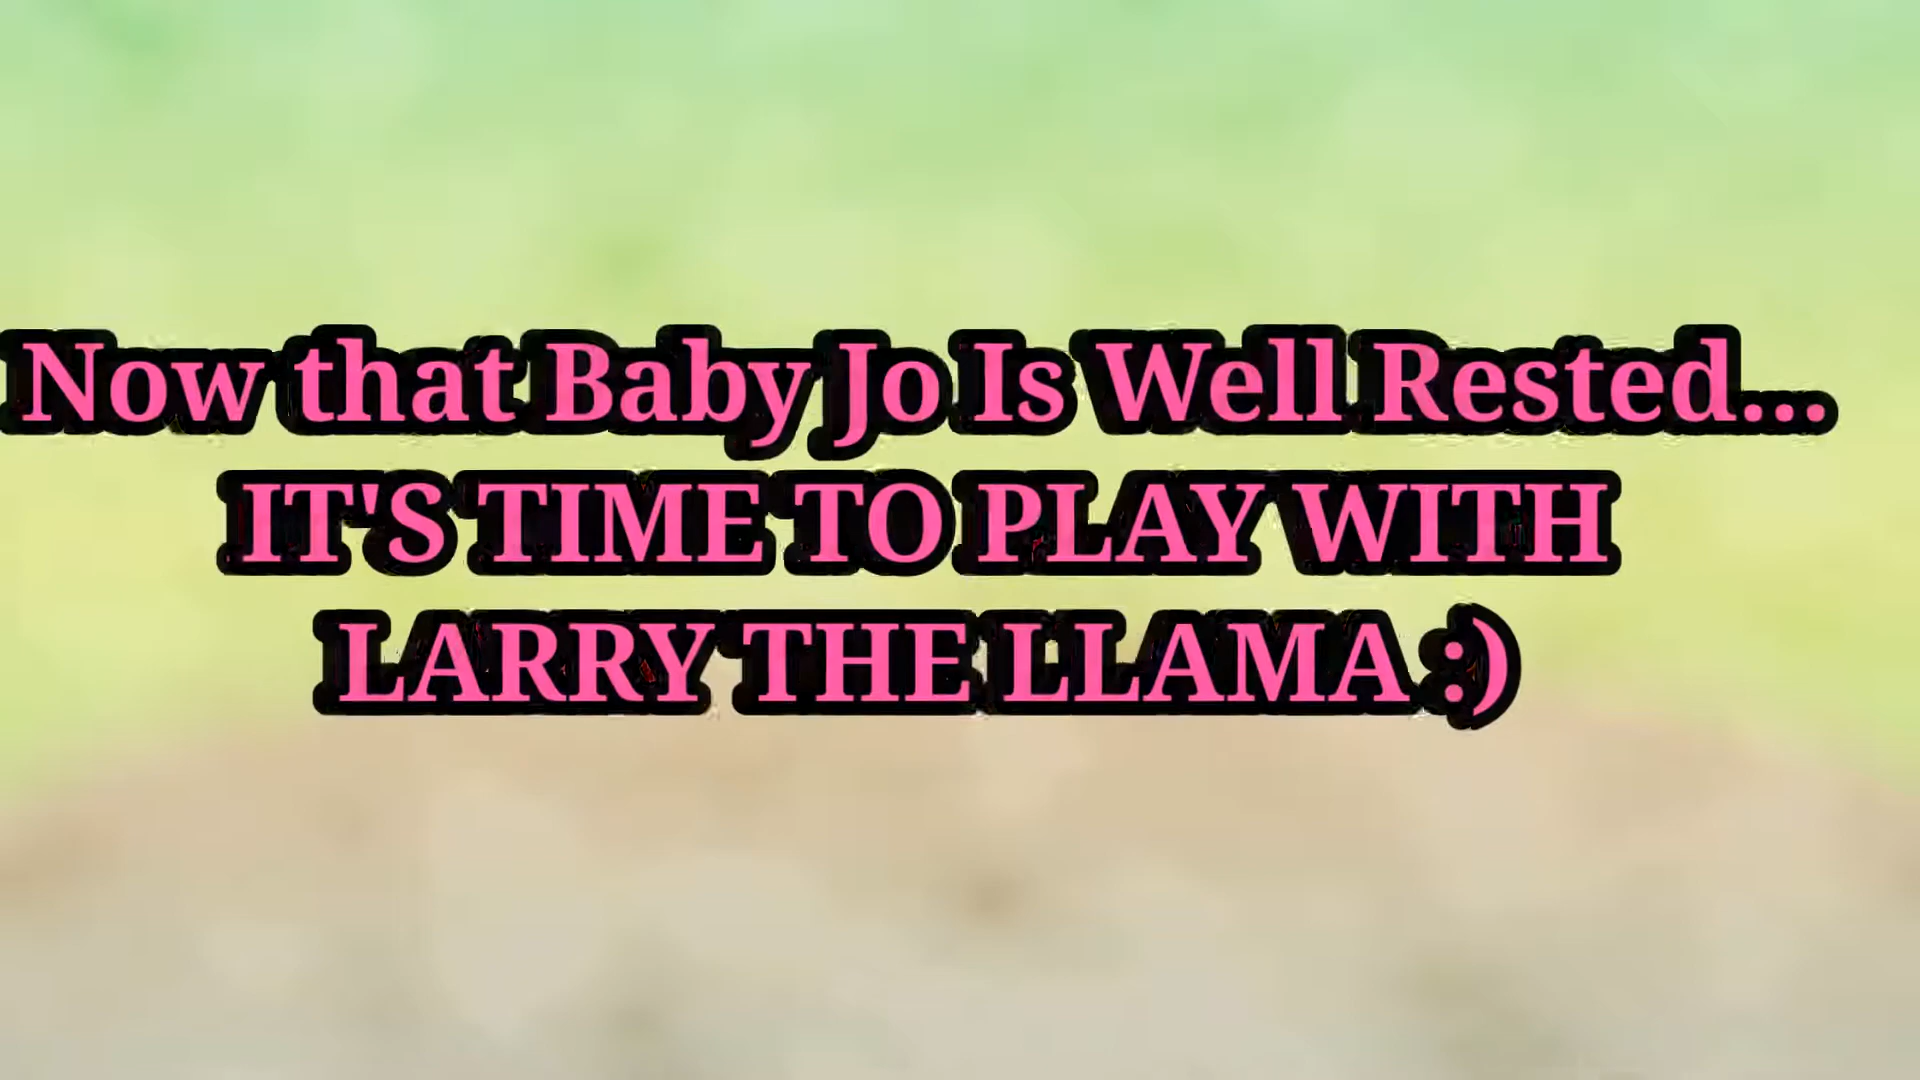 Now that Baby Jo Is Well Rested...
IT'S TIME TO PLAY WITH
LARRY THE LLAMA :)